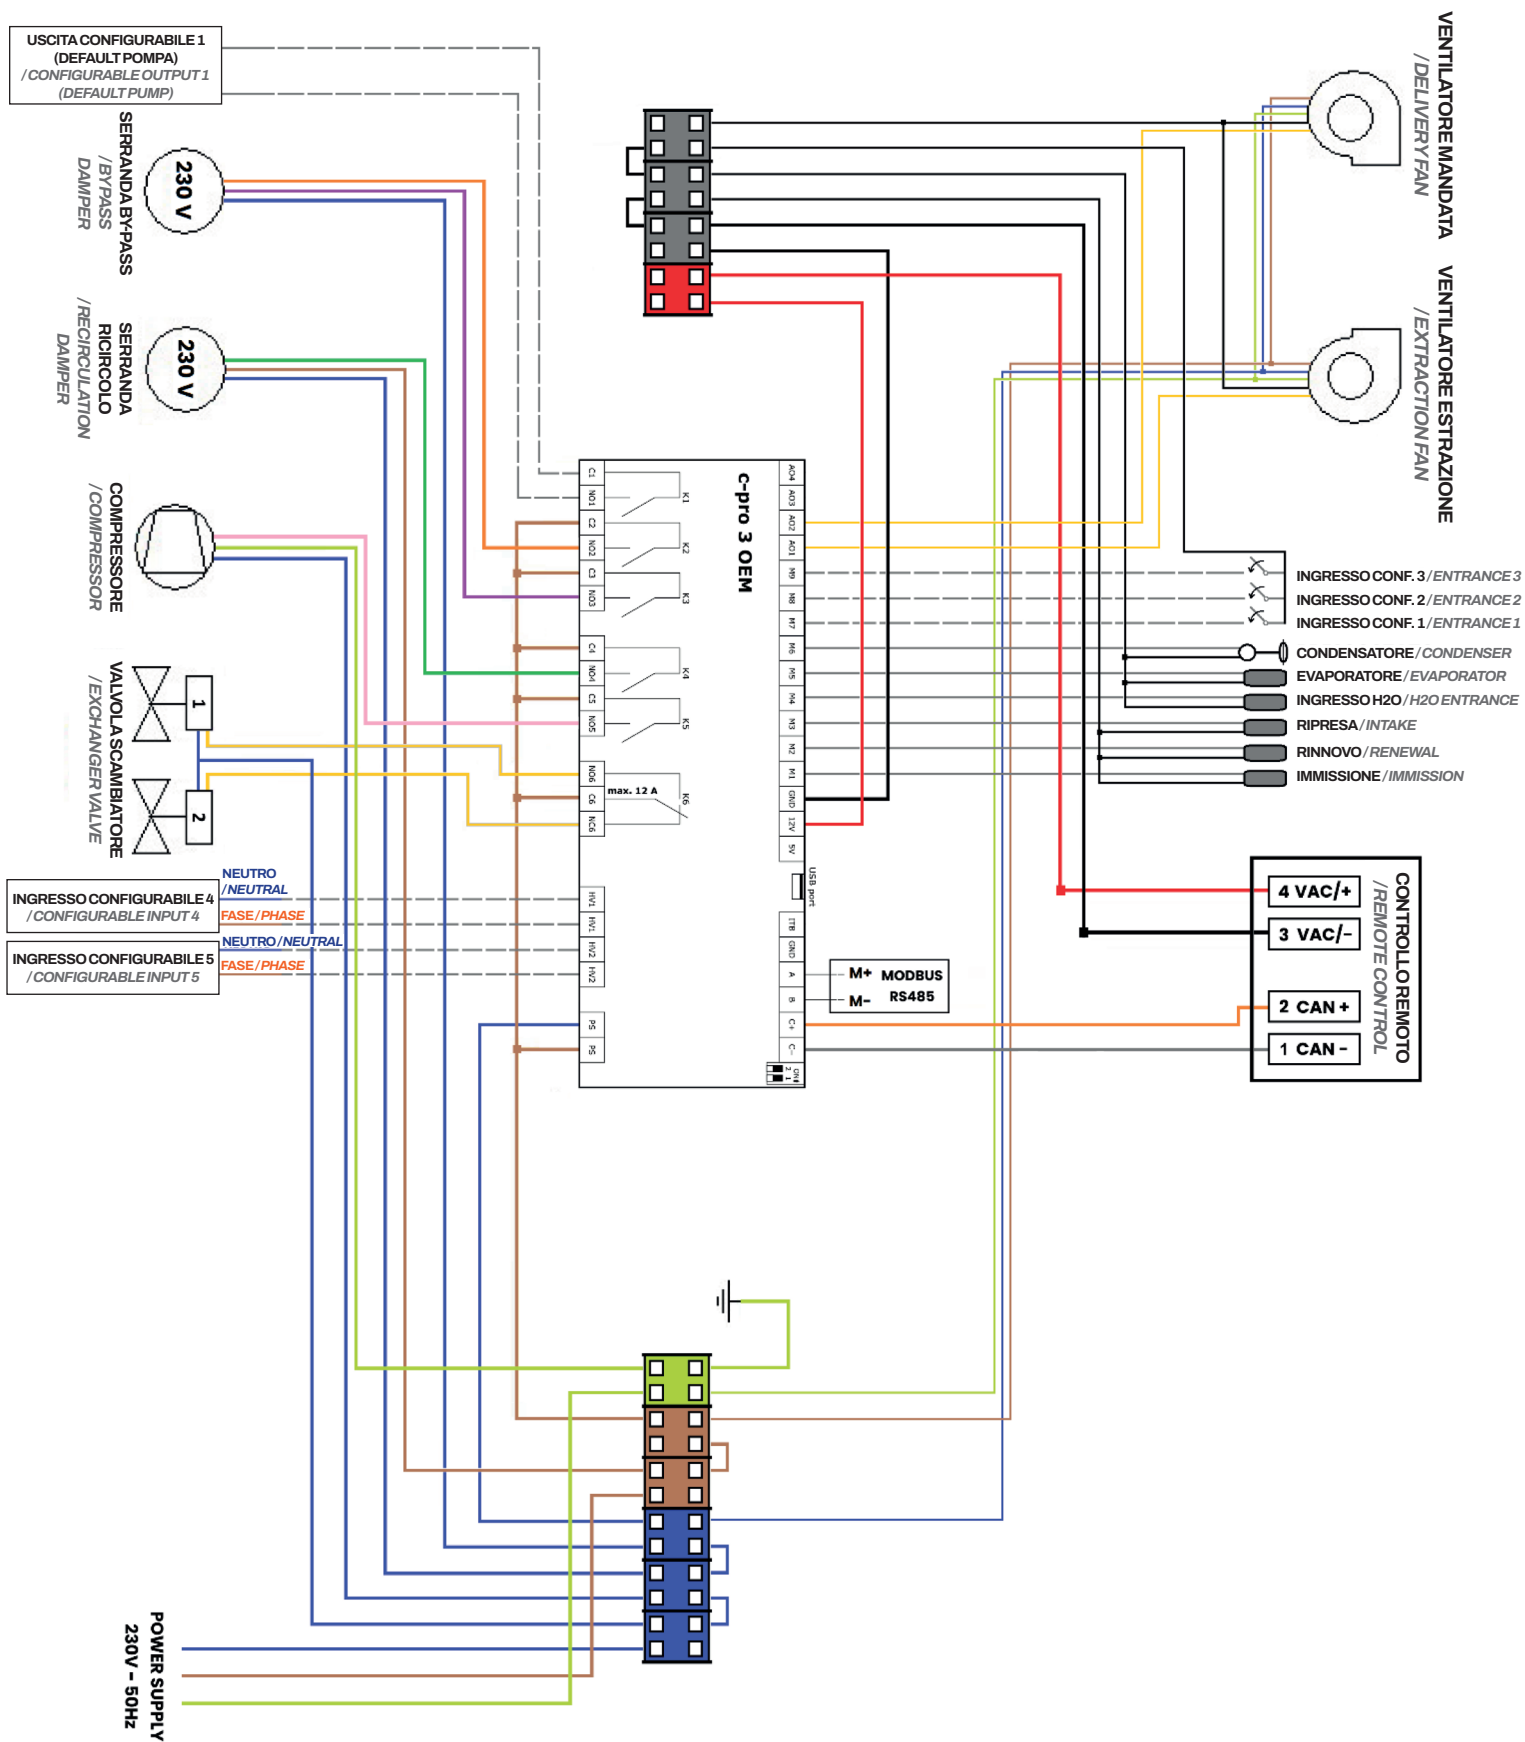 USCITA CONFIGURABILE 1
(DEFAULT POMPA)
/CONFIGURABLE OUTPUT 1
(DEFAULT PUMP)
SERRANDA BY-PASS
/BYPASS
DAMPER
230 V
SERRANDA
RICIRCOLO
/RECIRCULATION
DAMPER
230 V
COMPRESSORE
/COMPRESSOR
VALVOLA SCAMBIATORE
/EXCHANGER VALVE
1
2
INGRESSO CONFIGURABILE 4
/CONFIGURABLE INPUT 4
NEUTRO
/NEUTRAL
FASE/PHASE
INGRESSO CONFIGURABILE 5
/CONFIGURABLE INPUT 5
NEUTRO/NEUTRAL
FASE/PHASE
c-pro 3 OEM
C1
NO1
C2
NO2
C3
NO3
C4
NO4
C5
NO5
NO6
C6
NC6
HV1
HV1
HV2
HV2
PS
PS
K1
K2
K3
K4
K5
K6
max. 12 A
AO4
AO3
AO2
AO1
M9
M8
M7
M6
M5
M4
M3
M2
M1
GND
12V
5V
USB port
ITB
GND
A
B
C+
C-
ON
2 1
M+ MODBUS
M- RS485
VENTILATORE MANDATA
/DELIVERY FAN
VENTILATORE ESTRAZIONE
/EXTRACTION FAN
INGRESSO CONF. 3/ENTRANCE 3
INGRESSO CONF. 2/ENTRANCE 2
INGRESSO CONF. 1/ENTRANCE 1
CONDENSATORE/CONDENSER
EVAPORATORE/EVAPORATOR
INGRESSO H2O/H2O ENTRANCE
RIPRESA/INTAKE
RINNOVO/RENEWAL
IMMISSIONE/IMMISSION
CONTROLLO REMOTO
/REMOTE CONTROL
4 VAC/+
3 VAC/-
2 CAN +
1 CAN -
POWER SUPPLY
230V - 50Hz